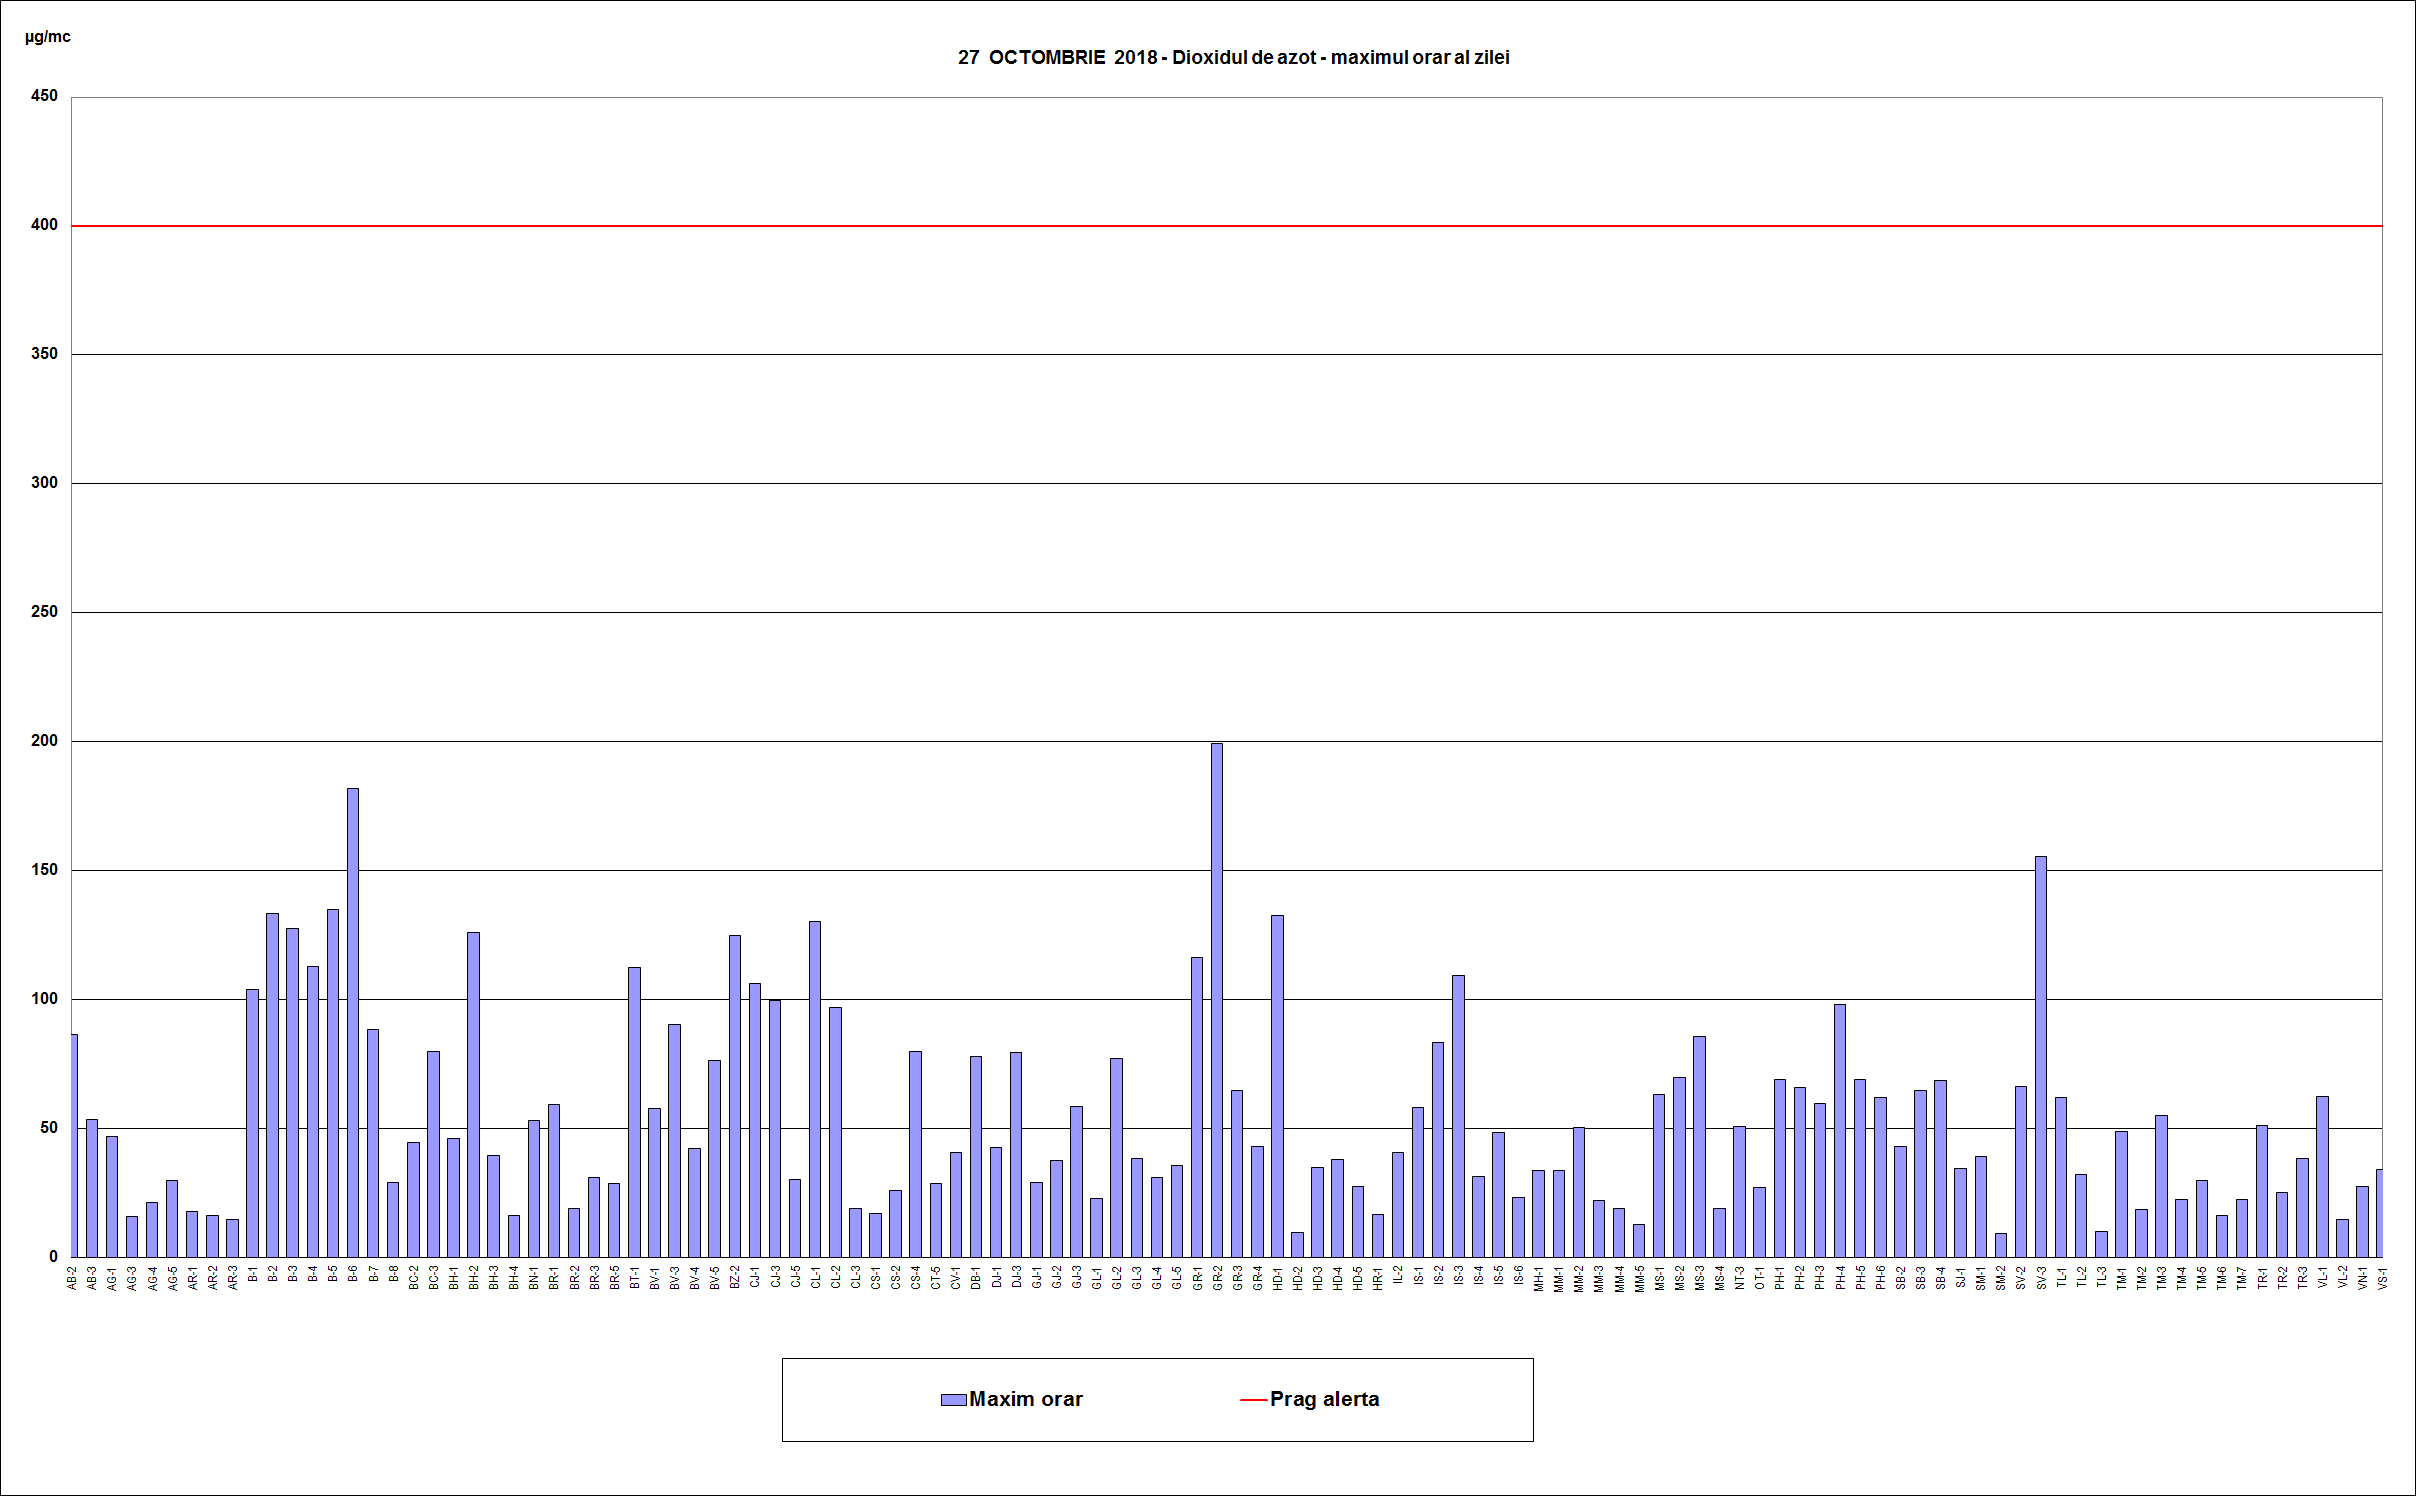 µg/mc
27 OCTOMBRIE 2018 - Dioxidul de azot - maximul orar al zilei
450
400
350
300
250
200
150
100
50
0
AB-2 AB-3 AG-1 AG-3 AG-4 AG-5 AR-1 AR-2 AR-3 B-1 B-2 B-3 B-4 B-5 B-6 B-7 B-8 BC-2 BC-3 BH-1 BH-2 BH-3 BH-4 BN-1 BR-1 BR-2 BR-3 BR-5 BT-1 BV-1 BV-3 BV-4 BV-5 BZ-2 CJ-1 CJ-3 CJ-5 CL-1 CL-2 CL-3 CS-1 CS-2 CS-4 CT-5 CV-1 DB-1 DJ-1 DJ-3 GJ-1 GJ-2 GJ-3 GL-1 GL-2 GL-3 GL-4 GL-5 GR-1 GR-2 GR-3 GR-4 HD-1 HD-2 HD-3 HD-4 HD-5 HR-1 IL-2 IS-1 IS-2 IS-3 IS-4 IS-5 IS-6 MH-1 MM-1 MM-2 MM-3 MM-4 MM-5 MS-1 MS-2 MS-3 MS-4 NT-3 OT-1 PH-1 PH-2 PH-3 PH-4 PH-5 PH-6 SB-2 SB-3 SB-4 SJ-1 SM-1 SM-2 SV-2 SV-3 TL-1 TL-2 TL-3 TM-1 TM-2 TM-3 TM-4 TM-5 TM-6 TM-7 TR-1 TR-2 TR-3 VL-1 VL-2 VN-1 VS-1
Maxim orar Prag alerta